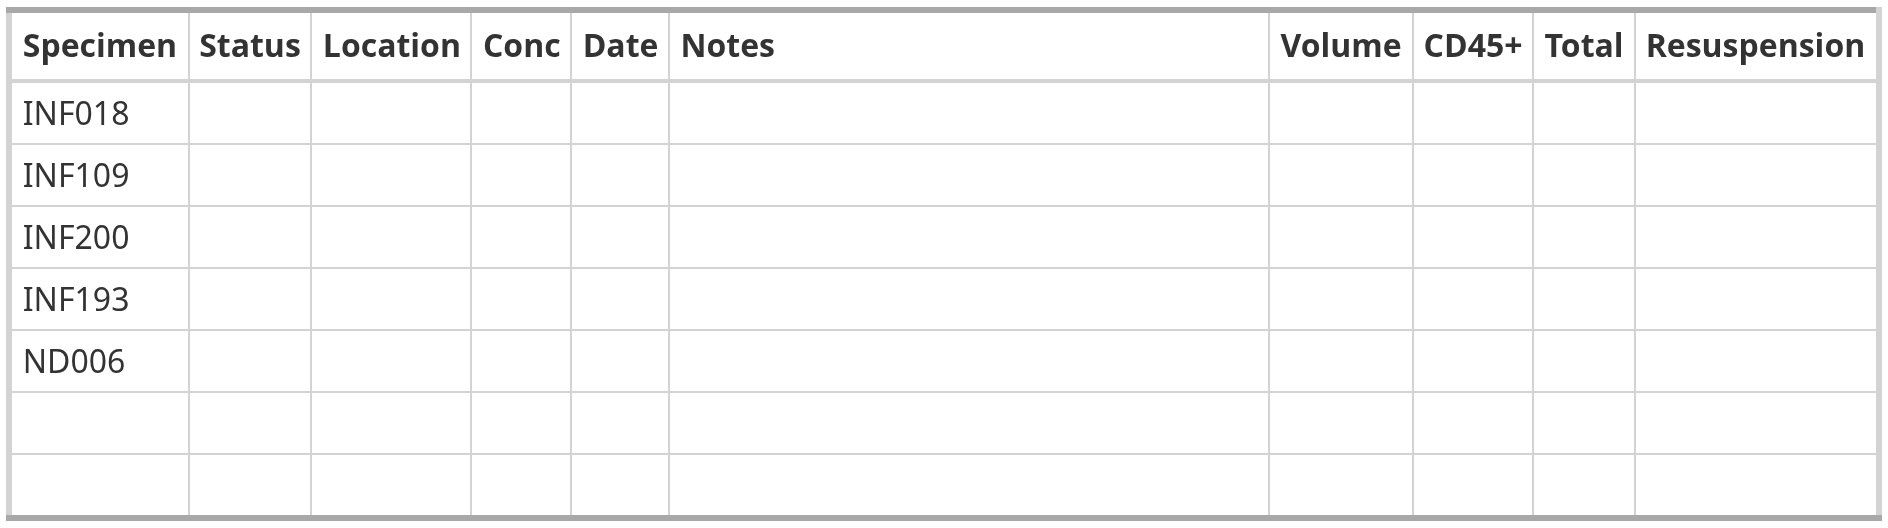 Specimen Status Location Conc Date Notes Volume CD45+ Total Resuspension
INF018
INF109
INF200
INF193
ND006